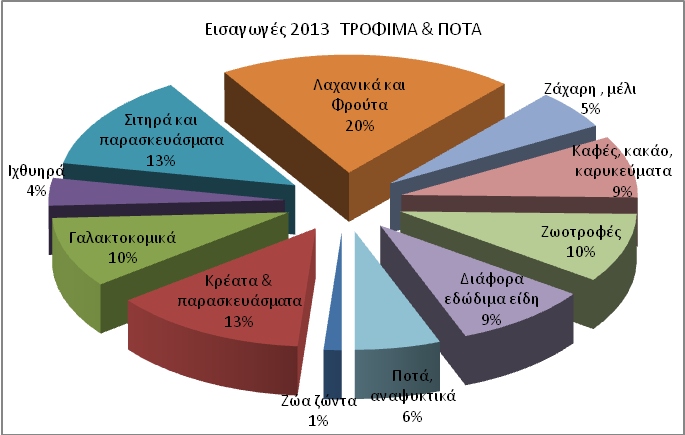 Εισαγωγές 2013 ΤΡΟΦΙΜΑ & ΠΟΤΑ
Λαχανικά και
Φρούτα
20%
Ζάχαρη , μέλι
5%
Καφές, κακάο,
καρυκεύματα
9%
Ζωοτροφές
10%
Διάφορα
εδώδιμα είδη
9%
Ποτά,
αναψυκτικά
6%
Ζώα ζώντα
1%
Κρέατα &
παρασκευάσματα
13%
Γαλακτοκομικά
10%
Ιχθυηρά
4%
Σιτηρά και
παρασκευάσματα
13%